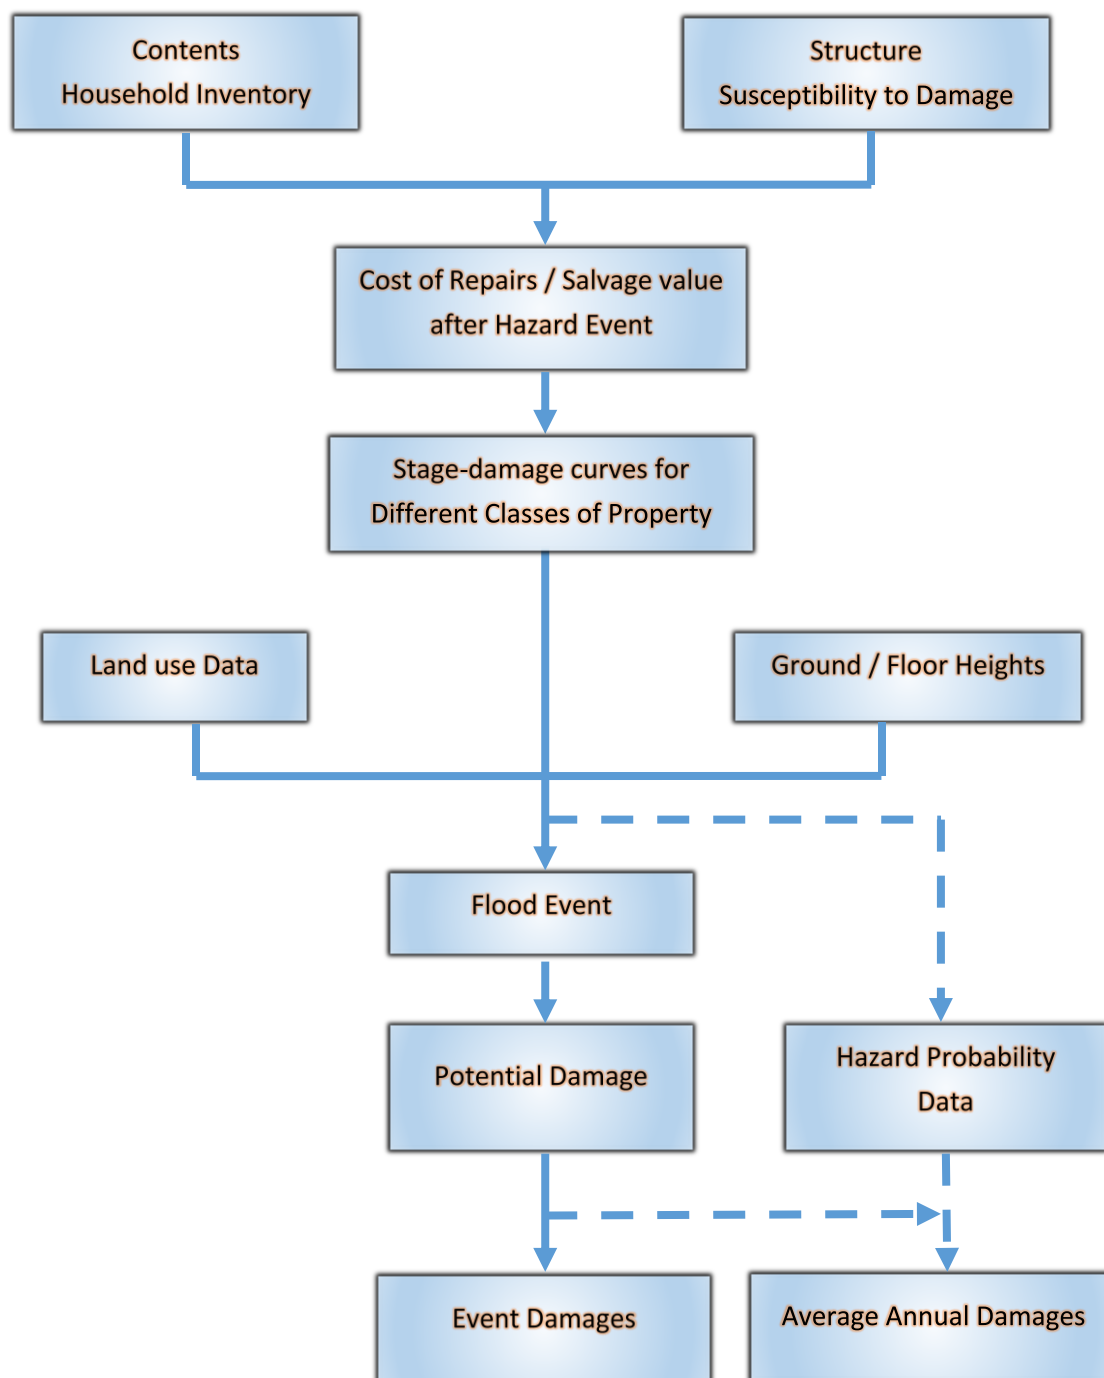 Contents
Household Inventory
Structure
Susceptibility to Damage
Cost of Repairs / Salvage value
after Hazard Event
Stage-damage curves for
Different Classes of Property
Land use Data
Ground / Floor Heights
Flood Event
Potential Damage
Hazard Probability
Data
Event Damages
Average Annual Damages